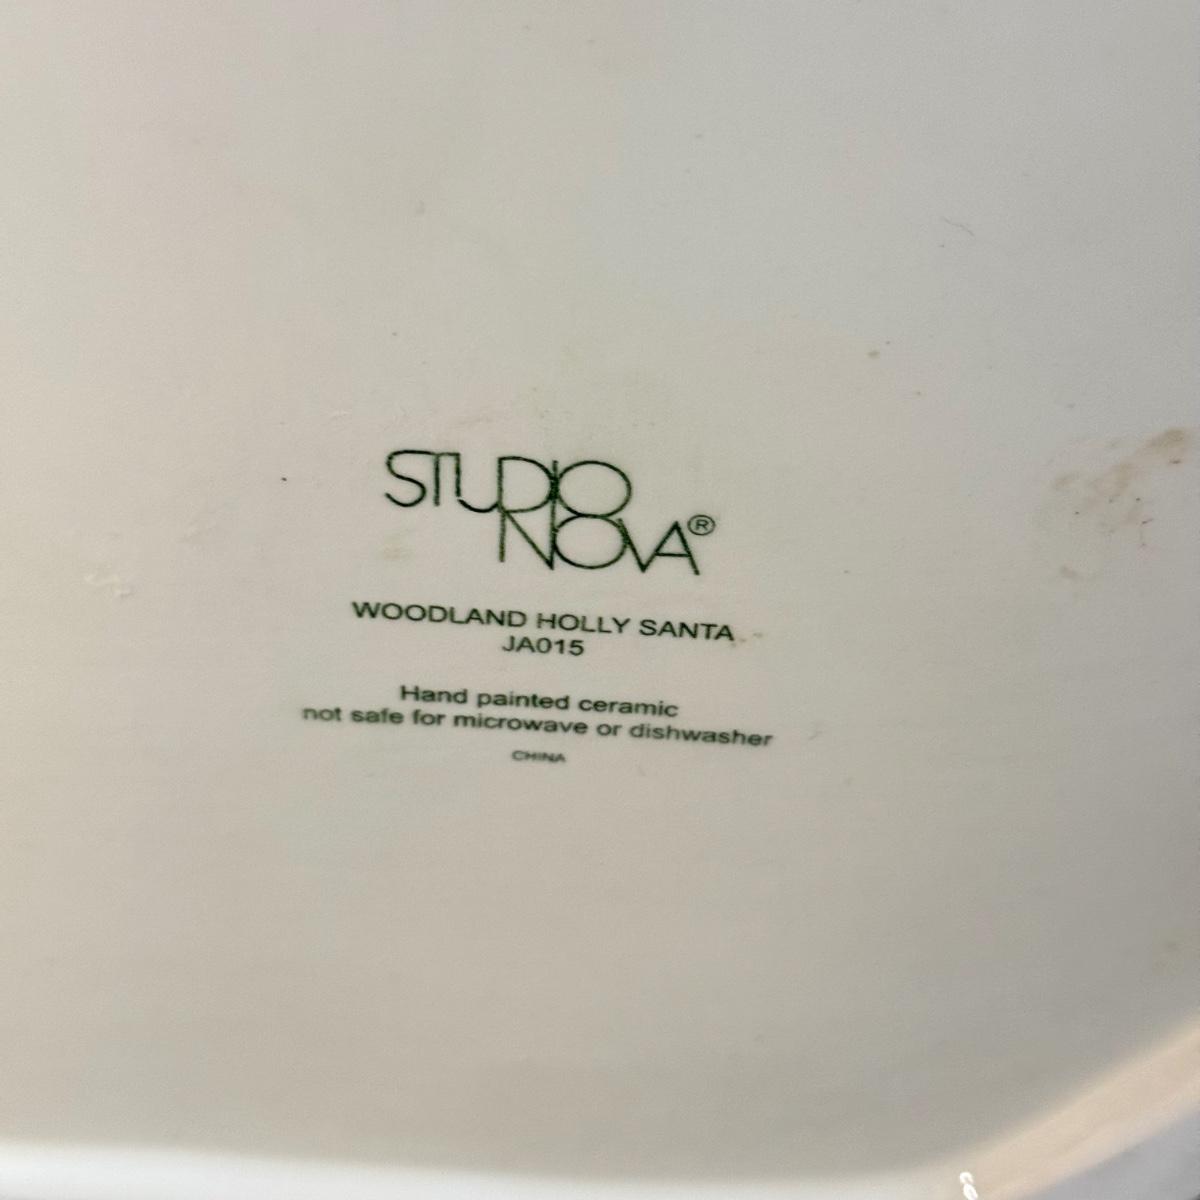 STUDIO
NOVA®
WOODLAND HOLLY SANTA
JA015
Hand painted ceramic
not safe for microwave or dishwasher
CHINA